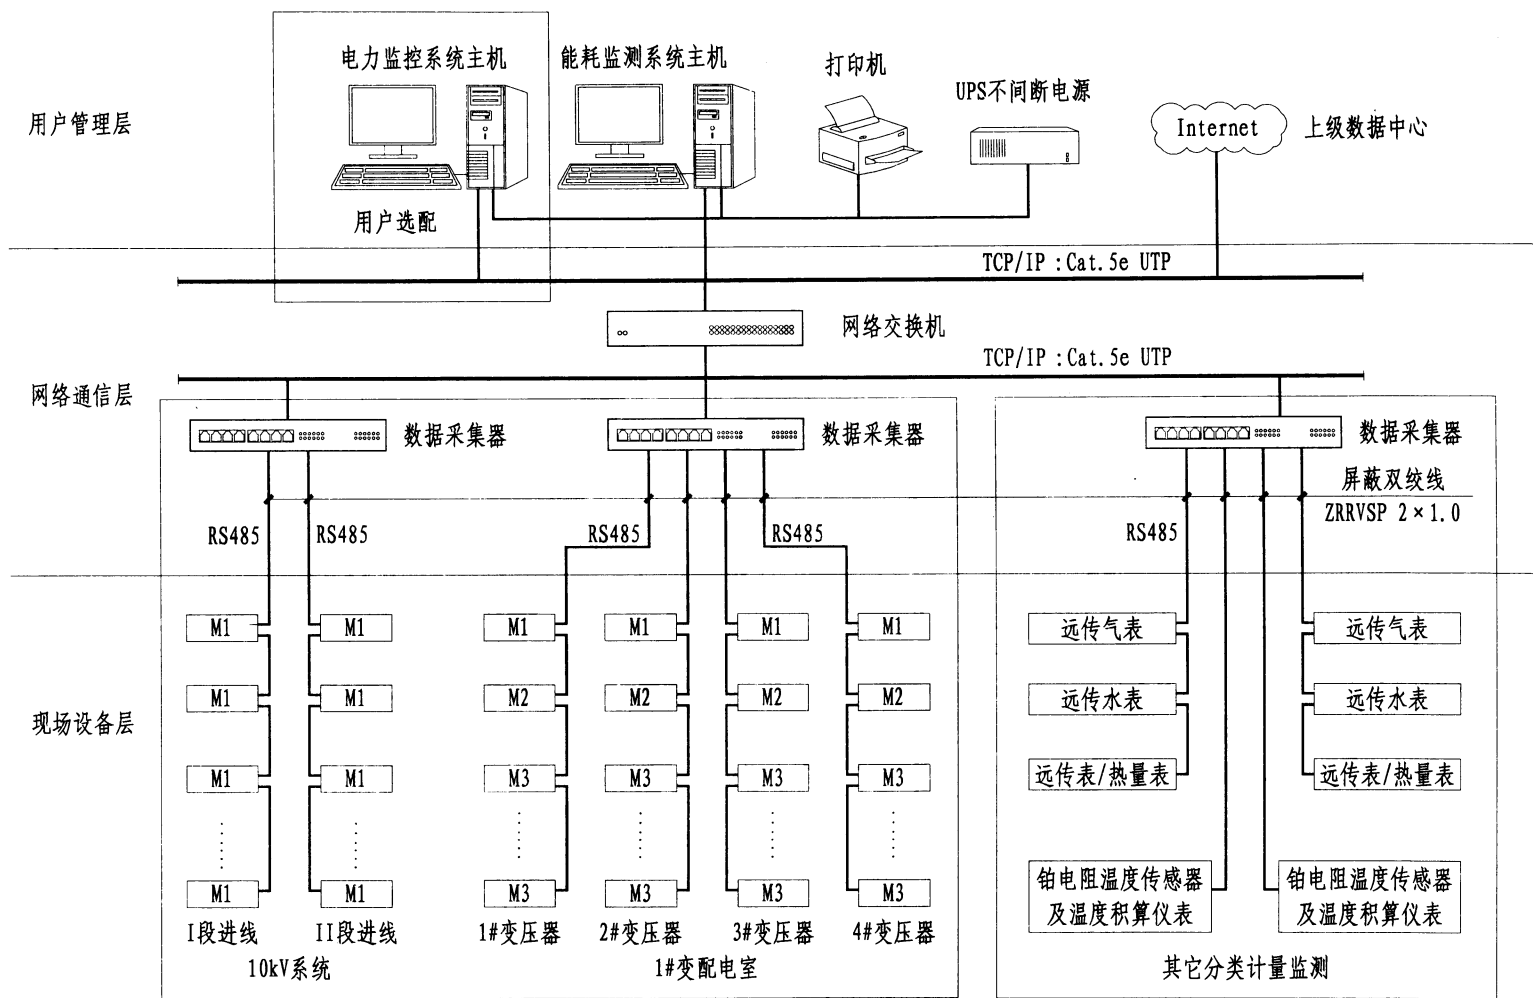 电力监控系统主机
能耗监测系统主机
打印机
UPS不间断电源
用户管理层
Internet
上级数据中心
用户选配
TCP/IP :Cat.5e UTP
网络交换机
TCP/IP :Cat.5e UTP
网络通信层
数据采集器
数据采集器
数据采集器
屏蔽双绞线
ZRRVSP 2×1.0
RS485
RS485
RS485
RS485
RS485
M1
M1
M1
M1
M1
M1
远传气表
远传气表
M1
M1
M2
M2
M2
M2
远传水表
远传水表
现场设备层
M1
M1
M3
M3
M3
M3
远传表/热量表
远传表/热量表
M1
M1
M3
M3
M3
M3
铂电阻温度传感器
及温度积算仪表
铂电阻温度传感器
及温度积算仪表
I段进线
II段进线
1#变压器
2#变压器
3#变压器
4#变压器
10kV系统
1#变配电室
其它分类计量监测